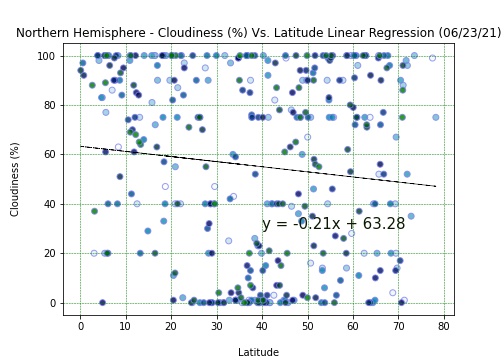 Northern Hemisphere - Cloudiness (%) Vs. Latitude Linear Regression (06/23/21)
100
80
60
40
20
0
Cloudiness (%)
y = -0.21x + 63.28
0 10 20 30 40 50 60 70 80
Latitude